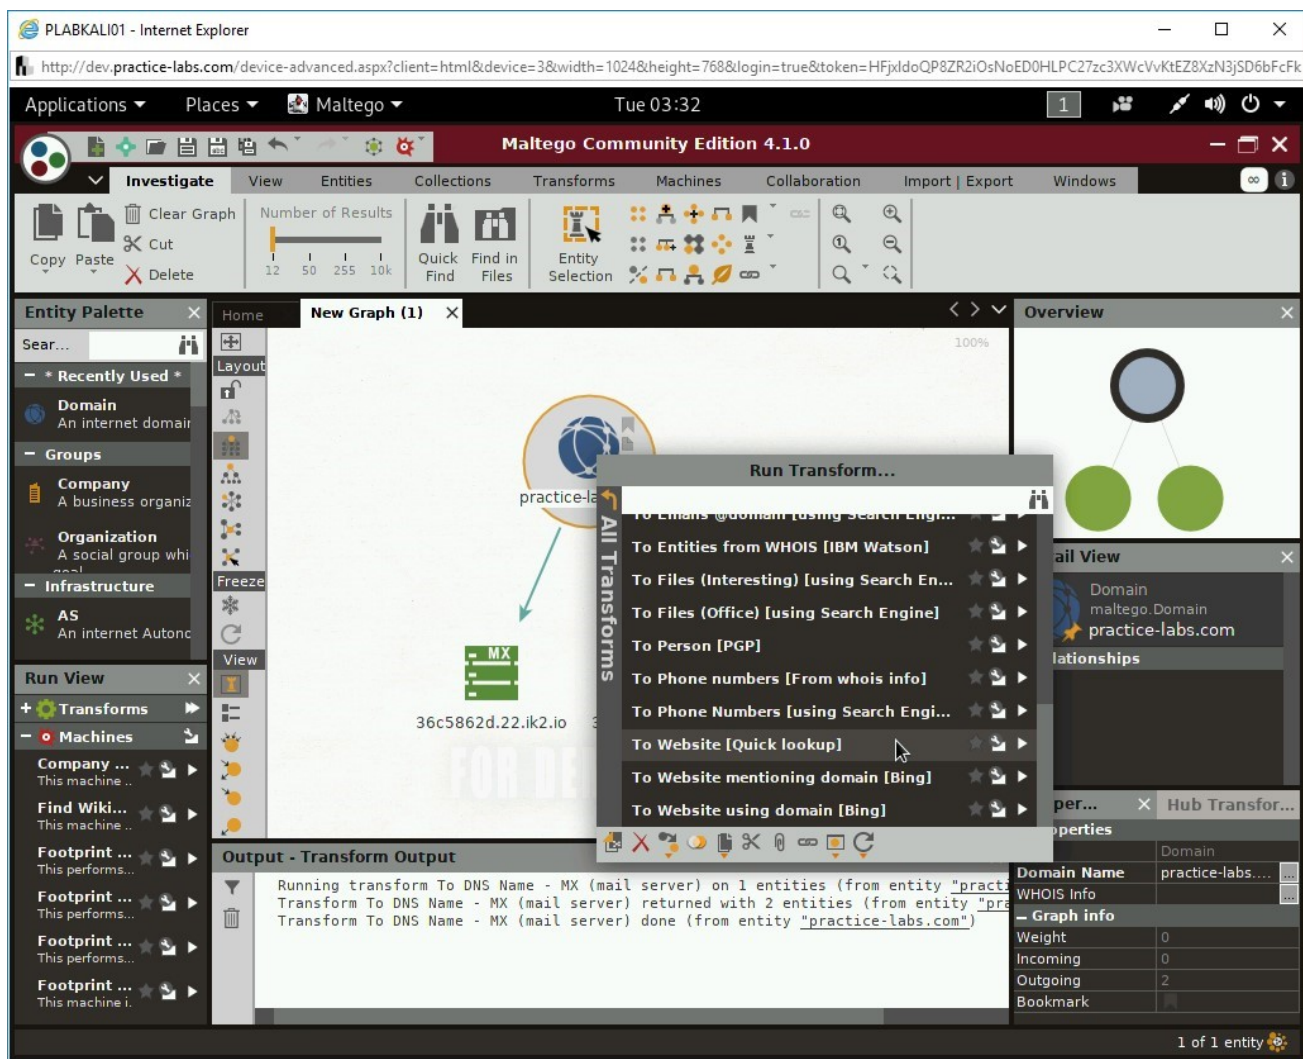 PLABKALI01 - Internet Explorer
http://dev.practice-labs.com/device-advanced.aspx?client=html&device=3&width=1024&height=768&login=true&token=HFjxIdoQP8ZR2iOsNoED0HLPC27zc3XWcVvKtEZ8XzN3jSD6bFcFk
Applications Places Maltego Tue 03:32 1
Maltego Community Edition 4.1.0
Investigate View Entities Collections Transforms Machines Collaboration Import | Export Windows
Copy Paste
Clear Graph
Cut
Delete
Number of Results
12 50 255 10k
Quick Find
Find in Files
Entity Selection
Entity Palette
Sear...
- * Recently Used *
Domain
An internet domain
- Groups
Company
A business organiz
Organization
A social group whi
- Infrastructure
AS
An internet Autono
Run View
+ Transforms
- Machines
Company ...
This machine ..
Find Wiki...
This machine ..
Footprint ...
This performs...
Footprint ...
This performs...
Footprint ...
This performs...
Footprint ...
This machine i.
Home New Graph (1)
Layout
Freeze
View
100%
practice-la
MX
36c5862d.22.ik2.io
FOR DE
Run Transform...
All Transforms
To Emails @domain [using Search Engi...
To Entities from WHOIS [IBM Watson]
To Files (Interesting) [using Search En...
To Files (Office) [using Search Engine]
To Person [PGP]
To Phone numbers [From whois info]
To Phone Numbers [using Search Engi...
To Website [Quick lookup]
To Website mentioning domain [Bing]
To Website using domain [Bing]
Output - Transform Output
Running transform To DNS Name - MX (mail server) on 1 entities (from entity "practi
Transform To DNS Name - MX (mail server) returned with 2 entities (from entity "pra
Transform To DNS Name - MX (mail server) done (from entity "practice-labs.com")
Overview
ail View
Domain
maltego.Domain
practice-labs.com
lationships
per... Hub Transfor...
operties
Domain
Domain Name practice-labs.... ...
WHOIS Info ...
- Graph info
Weight 0
Incoming 0
Outgoing 2
Bookmark
1 of 1 entity